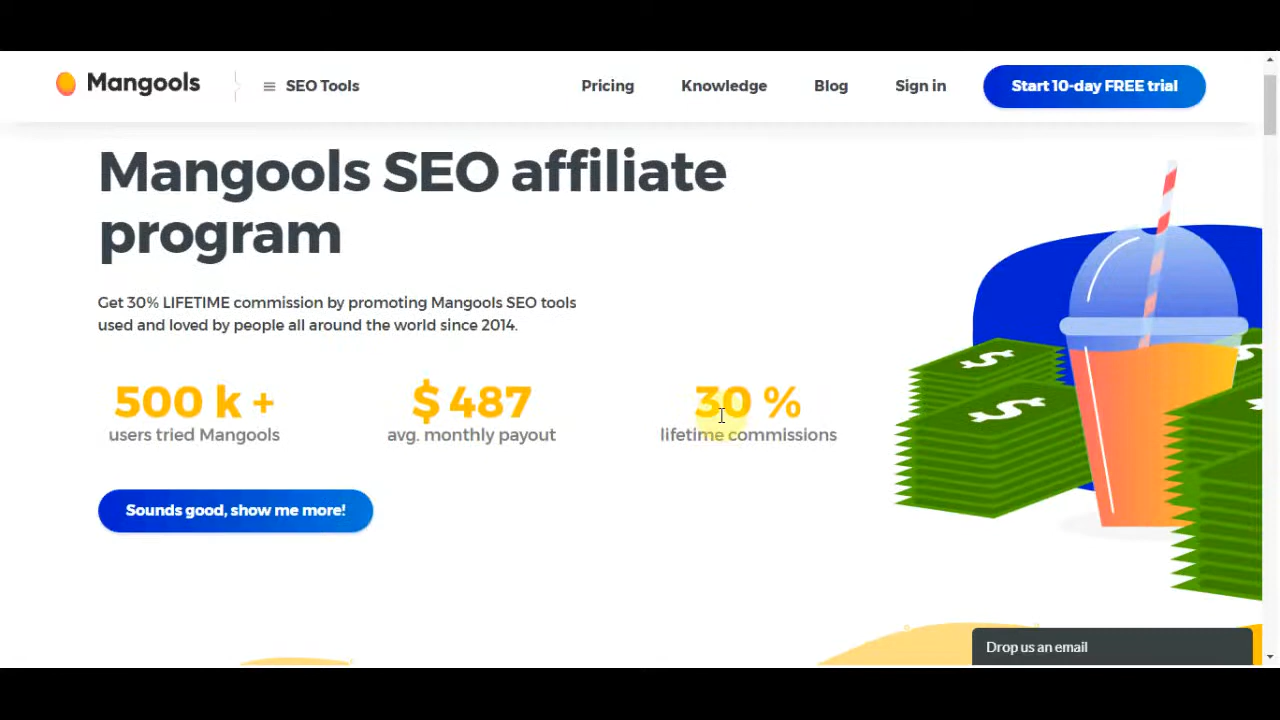 Mangools
SEO Tools
Pricing
Knowledge
Blog
Sign in
Start 10-day FREE trial
Mangools SEO affiliate
program
Get 30% LIFETIME commission by promoting Mangools SEO tools
used and loved by people all around the world since 2014.
500 k +
users tried Mangools
$ 487
avg. monthly payout
30 %
lifetime commissions
Sounds good, show me more!
$
$
Drop us an email